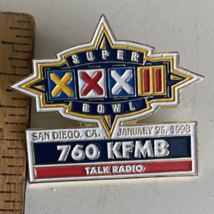 SUPER
XXXII
BOWL
SAN DIEGO, CA. JANUARY 25, 1998
760 KFMB
TALK RADIO